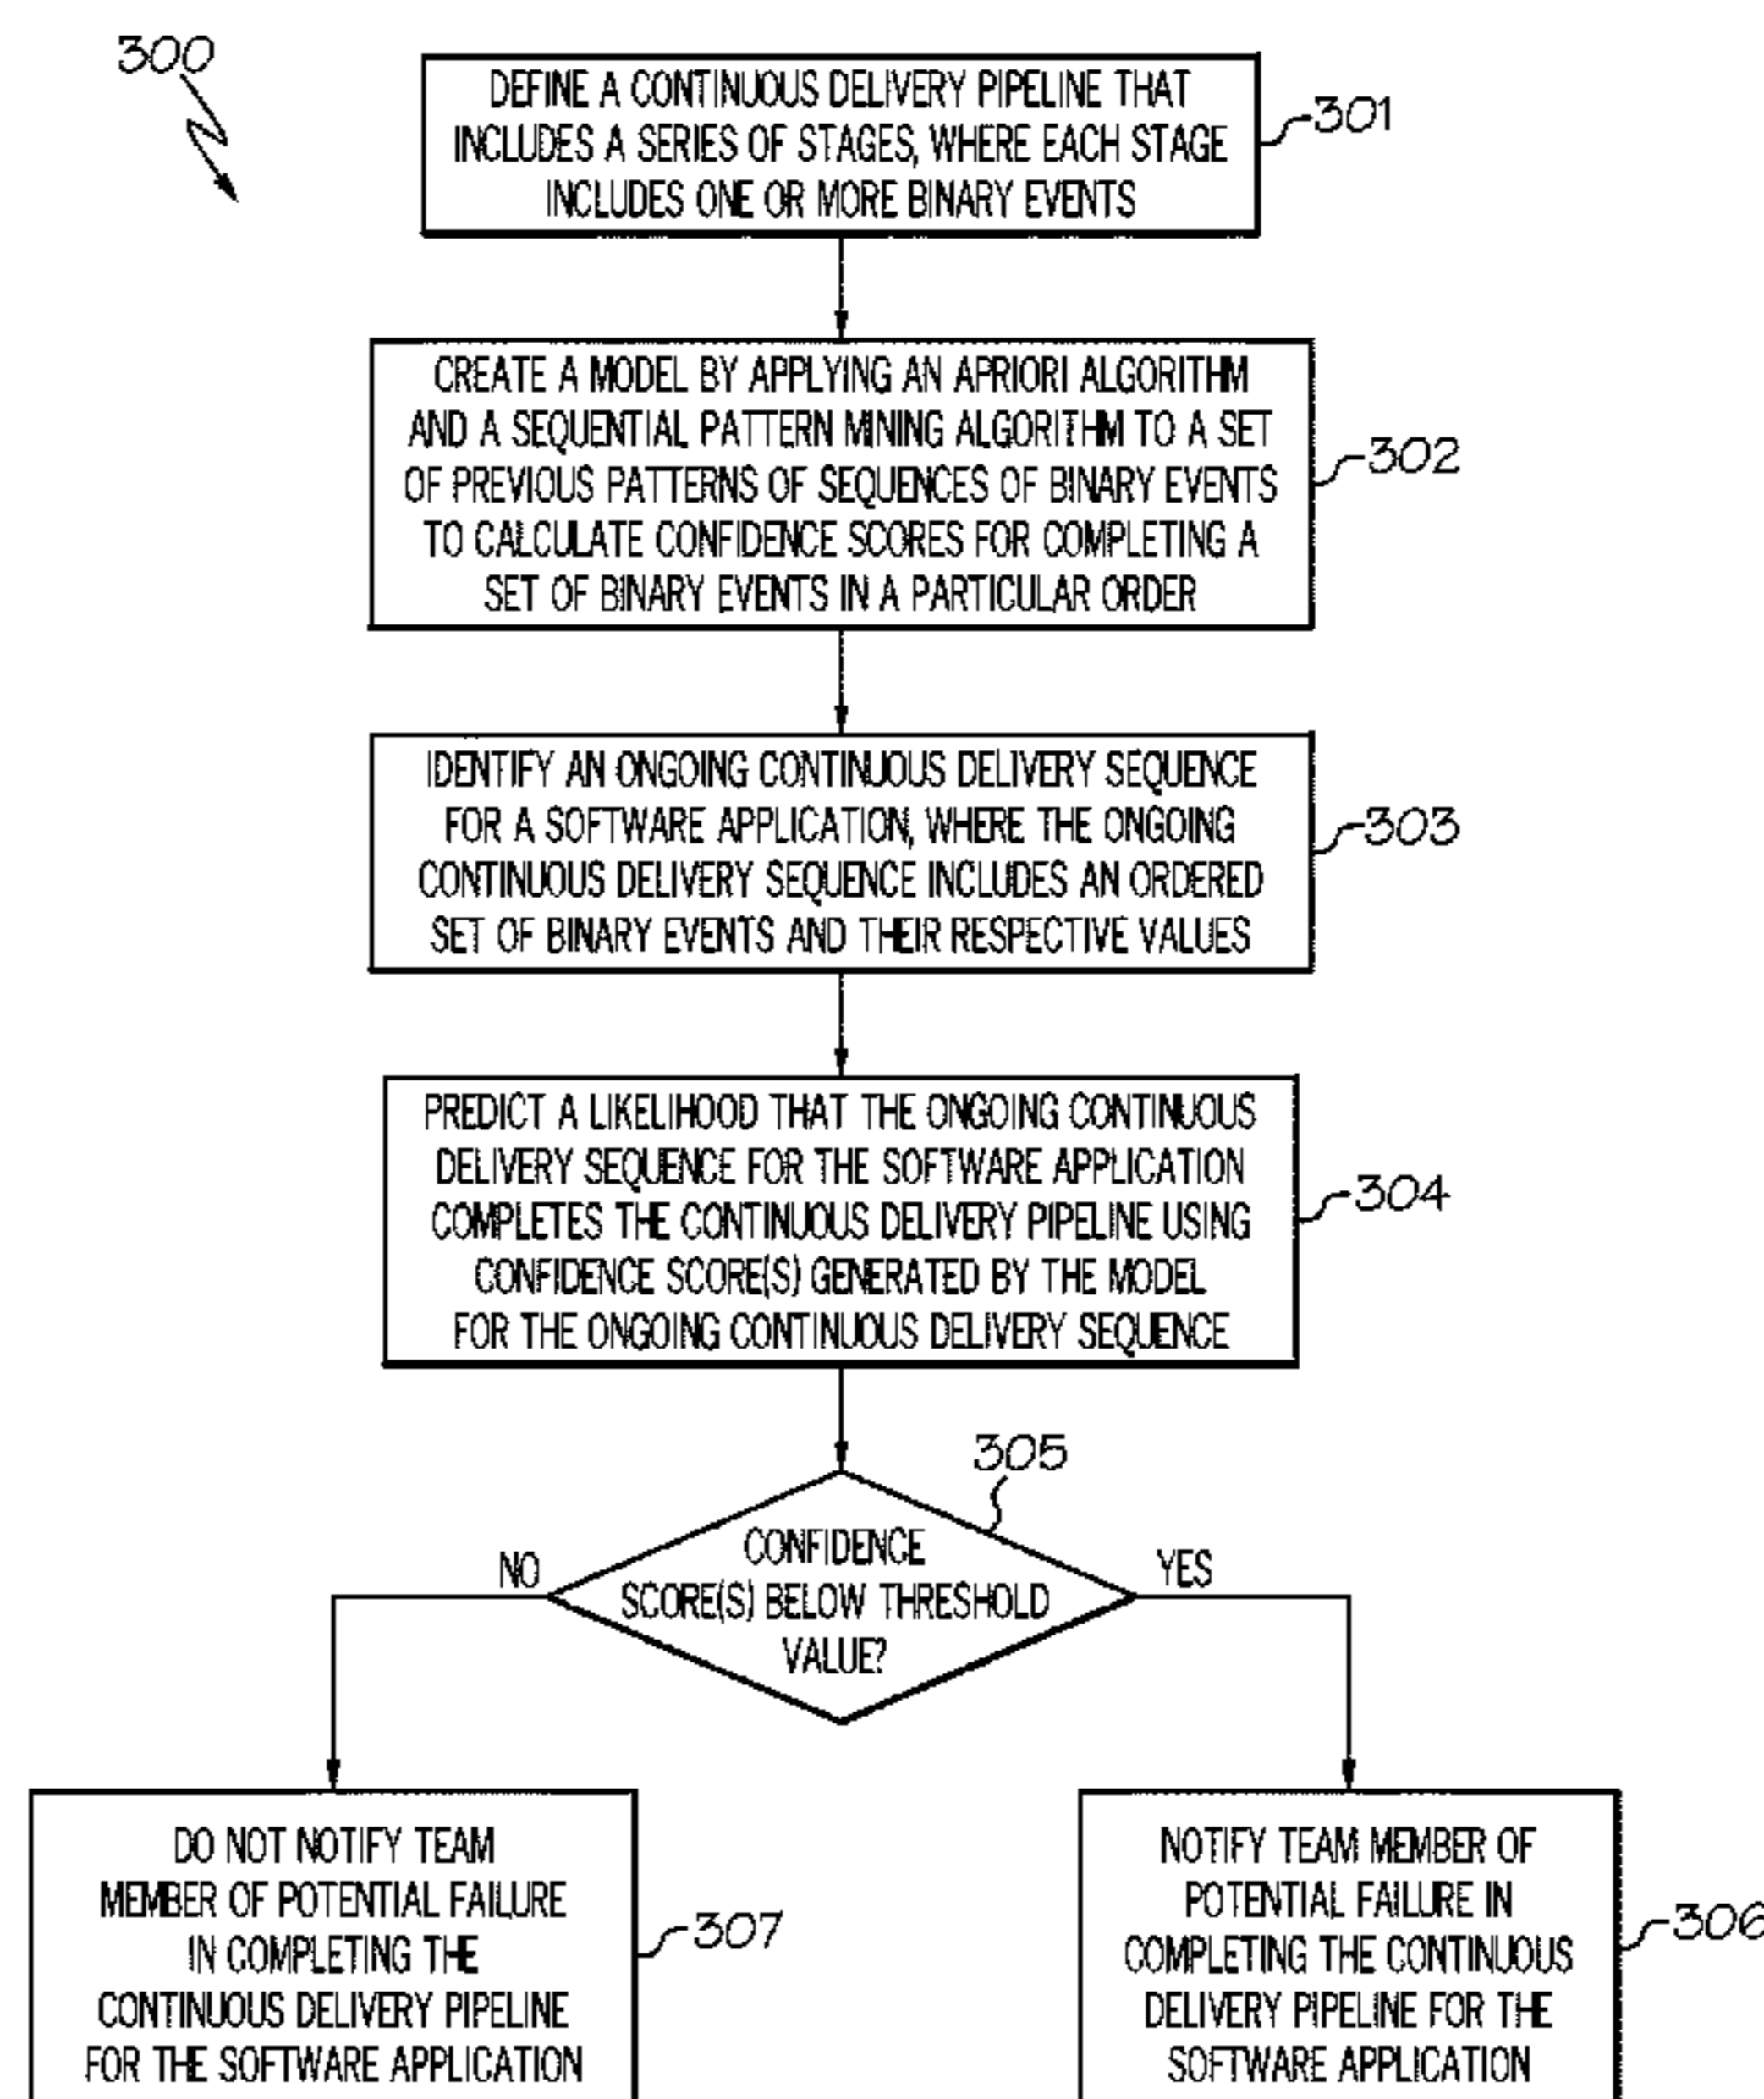 300
DEFINE A CONTINUOUS DELIVERY PIPELINE THAT
INCLUDES A SERIES OF STAGES, WHERE EACH STAGE
INCLUDES ONE OR MORE BINARY EVENTS
301
CREATE A MODEL BY APPLYING AN APRIORI ALGORITHM
AND A SEQUENTIAL PATTERN MINING ALGORITHM TO A SET
OF PREVIOUS PATTERNS OF SEQUENCES OF BINARY EVENTS
TO CALCULATE CONFIDENCE SCORES FOR COMPLETING A
SET OF BINARY EVENTS IN A PARTICULAR ORDER
302
IDENTIFY AN ONGOING CONTINUOUS DELIVERY SEQUENCE
FOR A SOFTWARE APPLICATION, WHERE THE ONGOING
CONTINUOUS DELIVERY SEQUENCE INCLUDES AN ORDERED
SET OF BINARY EVENTS AND THEIR RESPECTIVE VALUES
303
PREDICT A LIKELIHOOD THAT THE ONGOING CONTINUOUS
DELIVERY SEQUENCE FOR THE SOFTWARE APPLICATION
COMPLETES THE CONTINUOUS DELIVERY PIPELINE USING
CONFIDENCE SCORE(S) GENERATED BY THE MODEL
FOR THE ONGOING CONTINUOUS DELIVERY SEQUENCE
304
305
CONFIDENCE
SCORE(S) BELOW THRESHOLD
VALUE?
NO
YES
DO NOT NOTIFY TEAM
MEMBER OF POTENTIAL FAILURE
IN COMPLETING THE
CONTINUOUS DELIVERY PIPELINE
FOR THE SOFTWARE APPLICATION
307
NOTIFY TEAM MEMBER OF
POTENTIAL FAILURE IN
COMPLETING THE CONTINUOUS
DELIVERY PIPELINE FOR THE
SOFTWARE APPLICATION
306